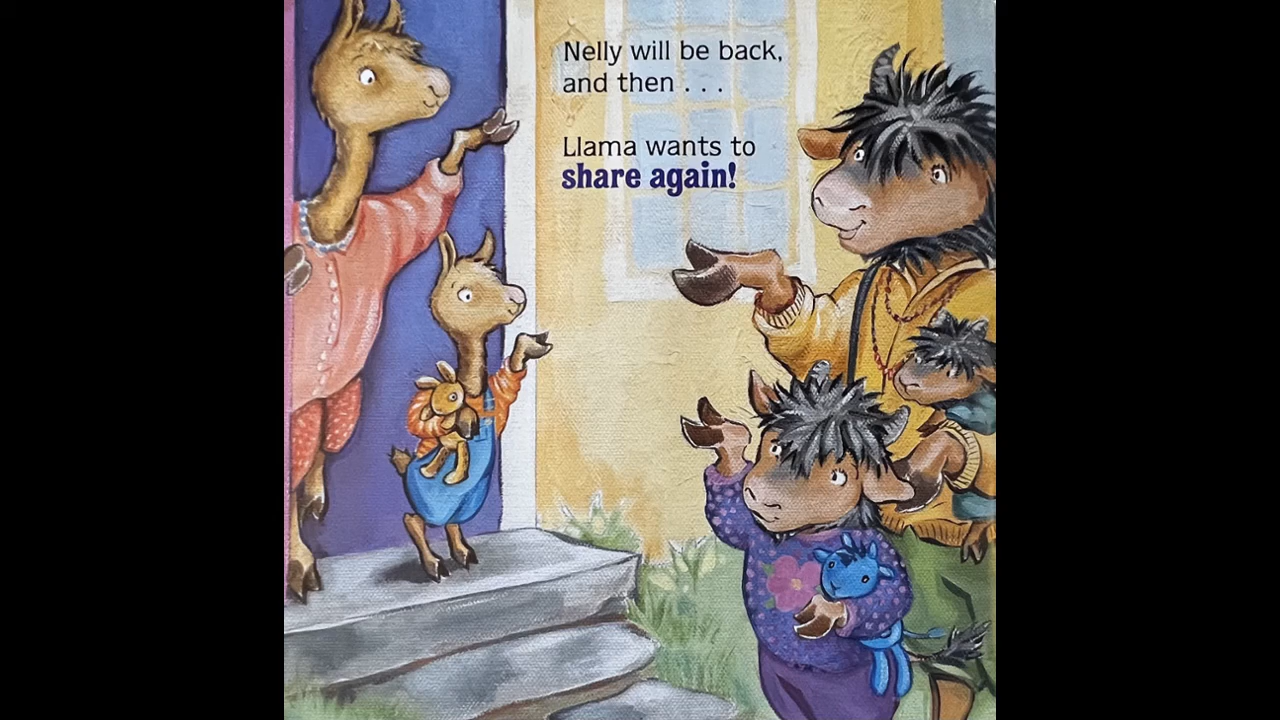 Nelly will be back,
and then . . .
Llama wants to
share again!